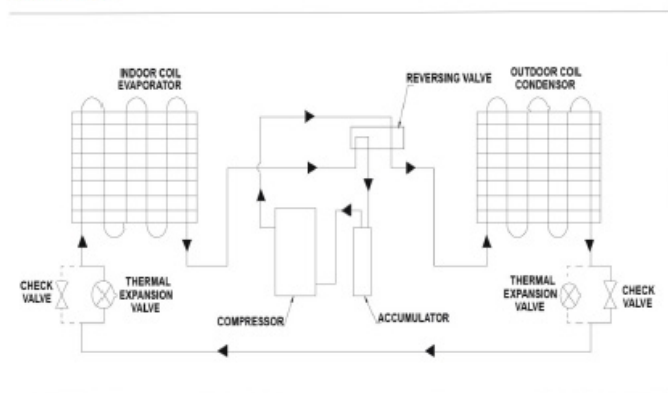 INDOOR COIL
EVAPORATOR
REVERSING VALVE
OUTDOOR COIL
CONDENSOR
CHECK
VALVE
THERMAL
EXPANSION
VALVE
COMPRESSOR
ACCUMULATOR
THERMAL
EXPANSION
VALVE
CHECK
VALVE